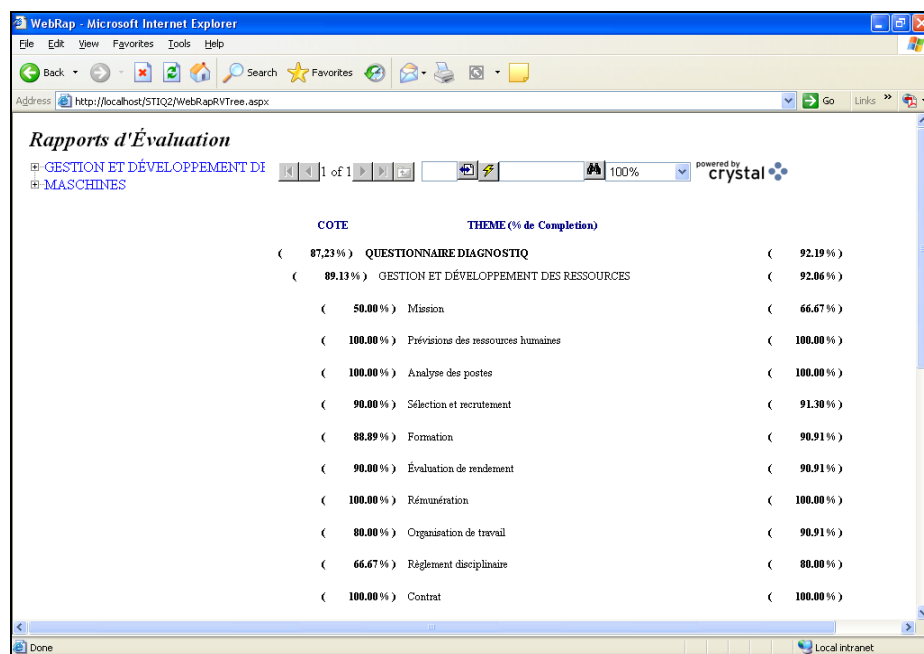 WebRap - Microsoft Internet Explorer
File Edit View Favorites Tools Help
Back Search Favorites
Address http://localhost/STIQ2/WebRapRVTree.aspx Go Links »
Rapports d'Évaluation
GESTION ET DÉVELOPPEMENT DE
MASCHINES
1 of 1 100% powered by crystal
COTE THEME (% de Completion)
( 87,23% ) QUESTIONNAIRE DIAGNOSTIQ ( 92.19% )
( 89.13% ) GESTION ET DÉVELOPPEMENT DES RESSOURCES ( 92.06% )
( 50.00% ) Mission ( 66.67% )
( 100.00% ) Prévisions des ressources humaines ( 100.00% )
( 100.00% ) Analyse des postes ( 100.00% )
( 90.00% ) Sélection et recrutement ( 91.30% )
( 88.89% ) Formation ( 90.91% )
( 90.00% ) Évaluation de rendement ( 90.91% )
( 100.00% ) Rémunération ( 100.00% )
( 80.00% ) Organisation de travail ( 90.91% )
( 66.67% ) Règlement disciplinaire ( 80.00% )
( 100.00% ) Contrat ( 100.00% )
Done Local intranet